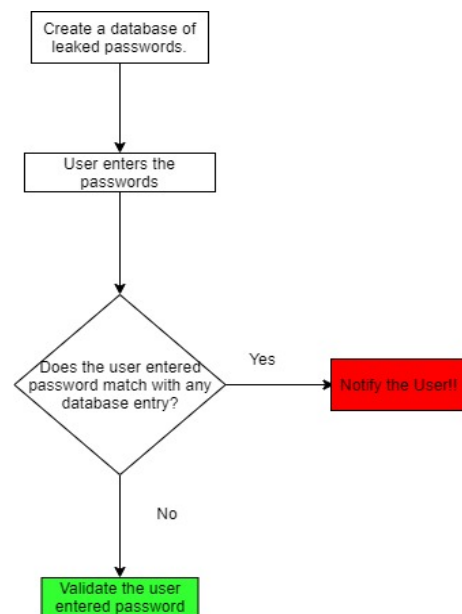 Create a database of
leaked passwords.
User enters the
passwords
Does the user entered
password match with any
database entry?
Yes
Notify the User!!
No
Validate the user
entered password